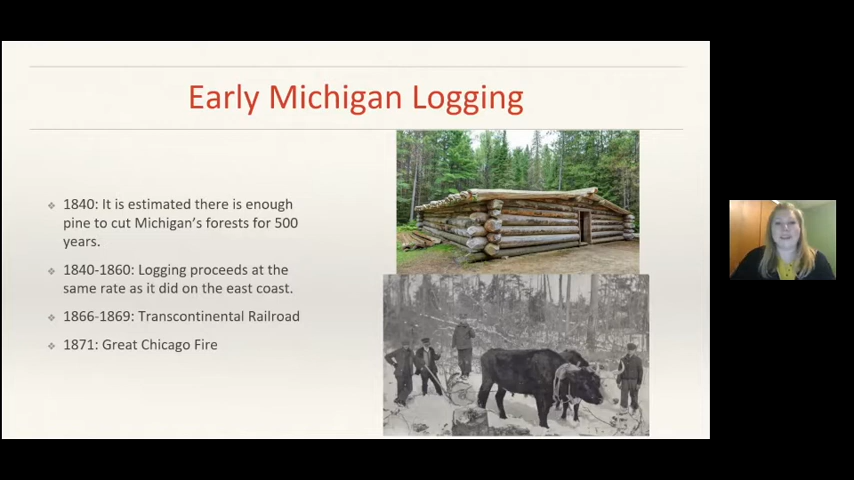 Early Michigan Logging
1840: It is estimated there is enough
pine to cut Michigan's forests for 500
years.
1840-1860: Logging proceeds at the
same rate as it did on the east coast.
1866-1869: Transcontinental Railroad
1871: Great Chicago Fire